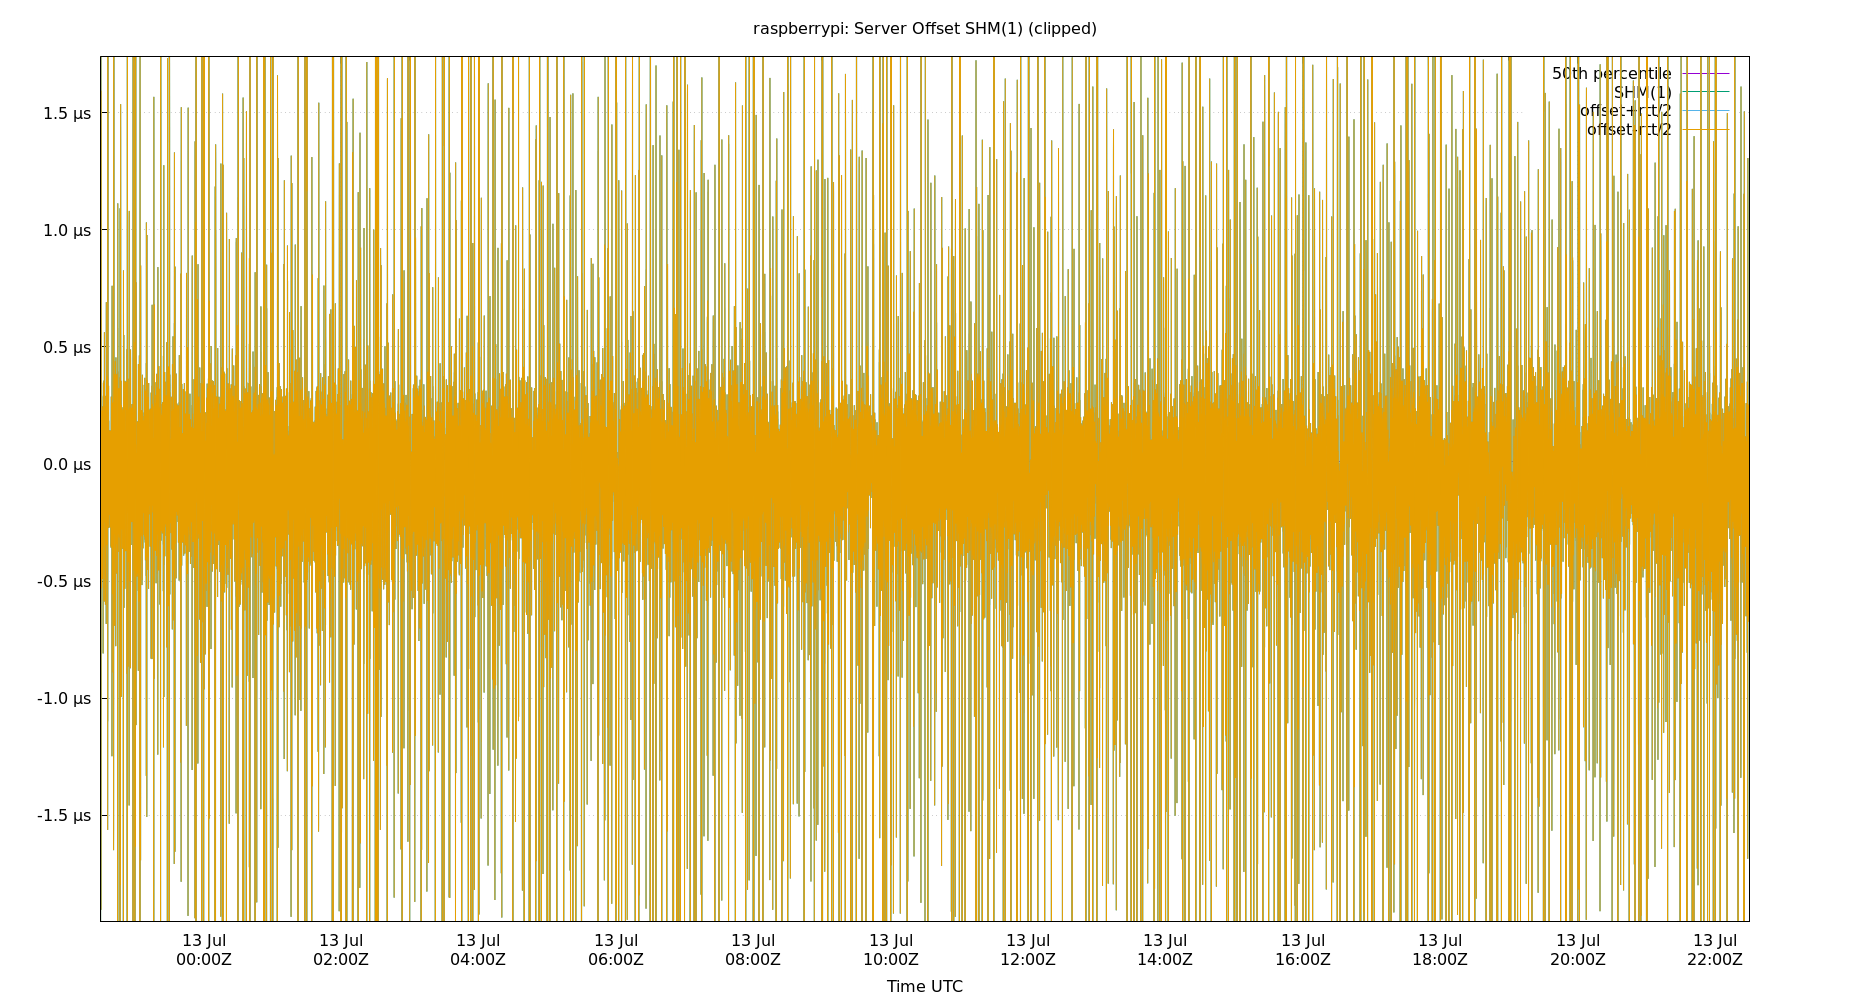 raspberrypi: Server Offset SHM(1) (clipped)
50th percentile
SHM(1)
offset+rtt/2
offset-rtt/2
1.5 µs
1.0 µs
0.5 µs
0.0 µs
-0.5 µs
-1.0 µs
-1.5 µs
13 Jul 13 Jul 13 Jul 13 Jul 13 Jul 13 Jul 13 Jul 13 Jul 13 Jul 13 Jul 13 Jul 13 Jul
00:00Z 02:00Z 04:00Z 06:00Z 08:00Z 10:00Z 12:00Z 14:00Z 16:00Z 18:00Z 20:00Z 22:00Z
Time UTC